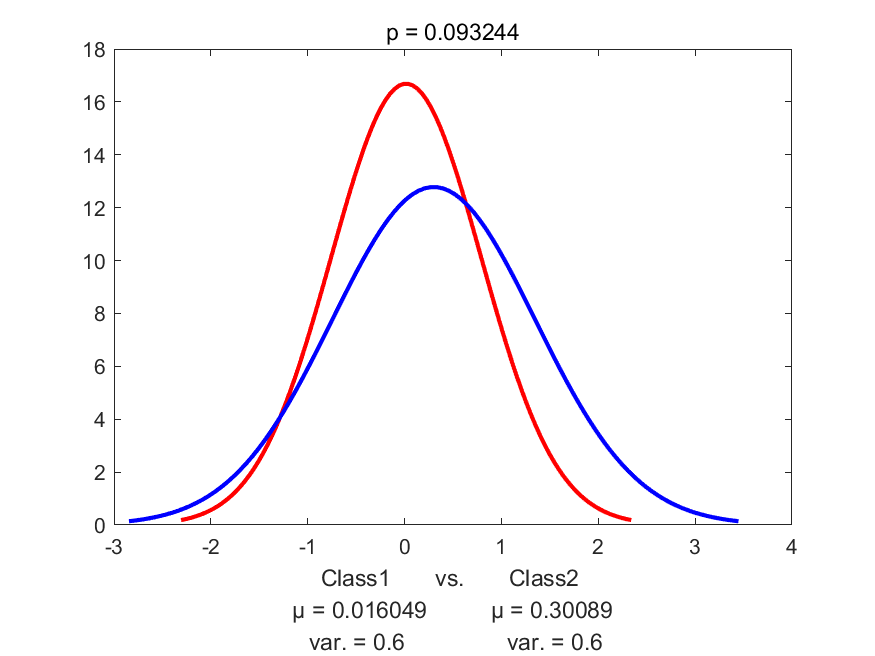 p = 0.093244
18
16
14
12
10
8
6
4
2
0
-3 -2 -1 0 1 2 3 4
Class1 vs. Class2
μ = 0.016049 μ = 0.30089
var. = 0.6 var. = 0.6